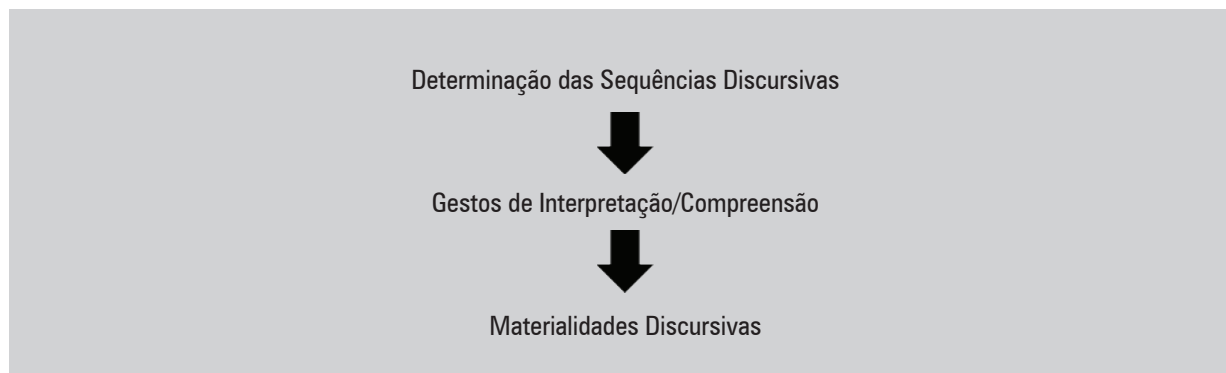 Determinação das Sequências Discursivas
Gestos de Interpretação/Compreensão
Materialidades Discursivas